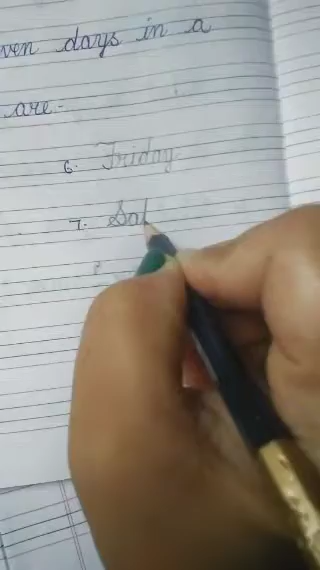 ven days in a
are:-
6. Friday
7. Sat